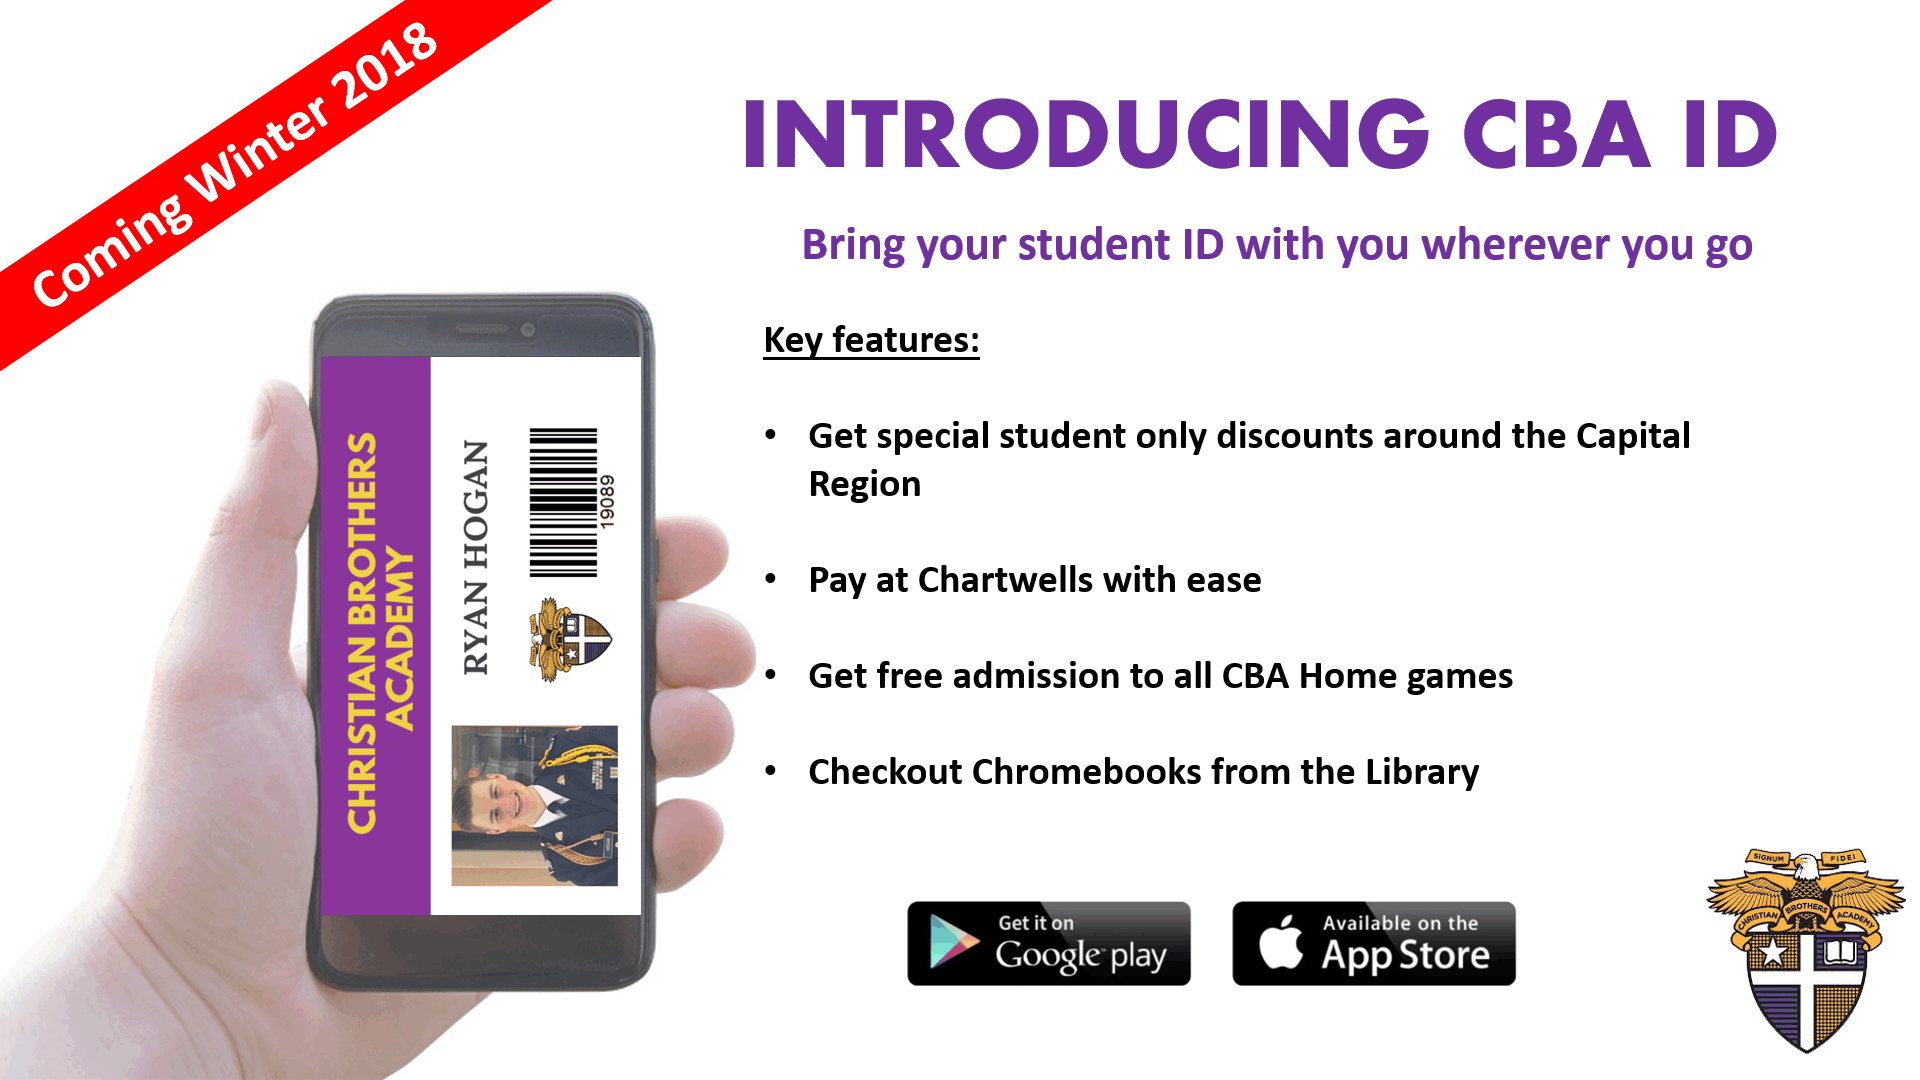 Coming Winter 2018
INTRODUCING CBA ID
Bring your student ID with you wherever you go
Key features:
• Get special student only discounts around the Capital
Region
• Pay at Chartwells with ease
• Get free admission to all CBA Home games
• Checkout Chromebooks from the Library
CHRISTIAN BROTHERS
ACADEMY
RYAN HOGAN
19089
Get it on
Google play
Available on the
App Store
SIGNUM FIDEI
CHRISTIAN BROTHERS ACADEMY